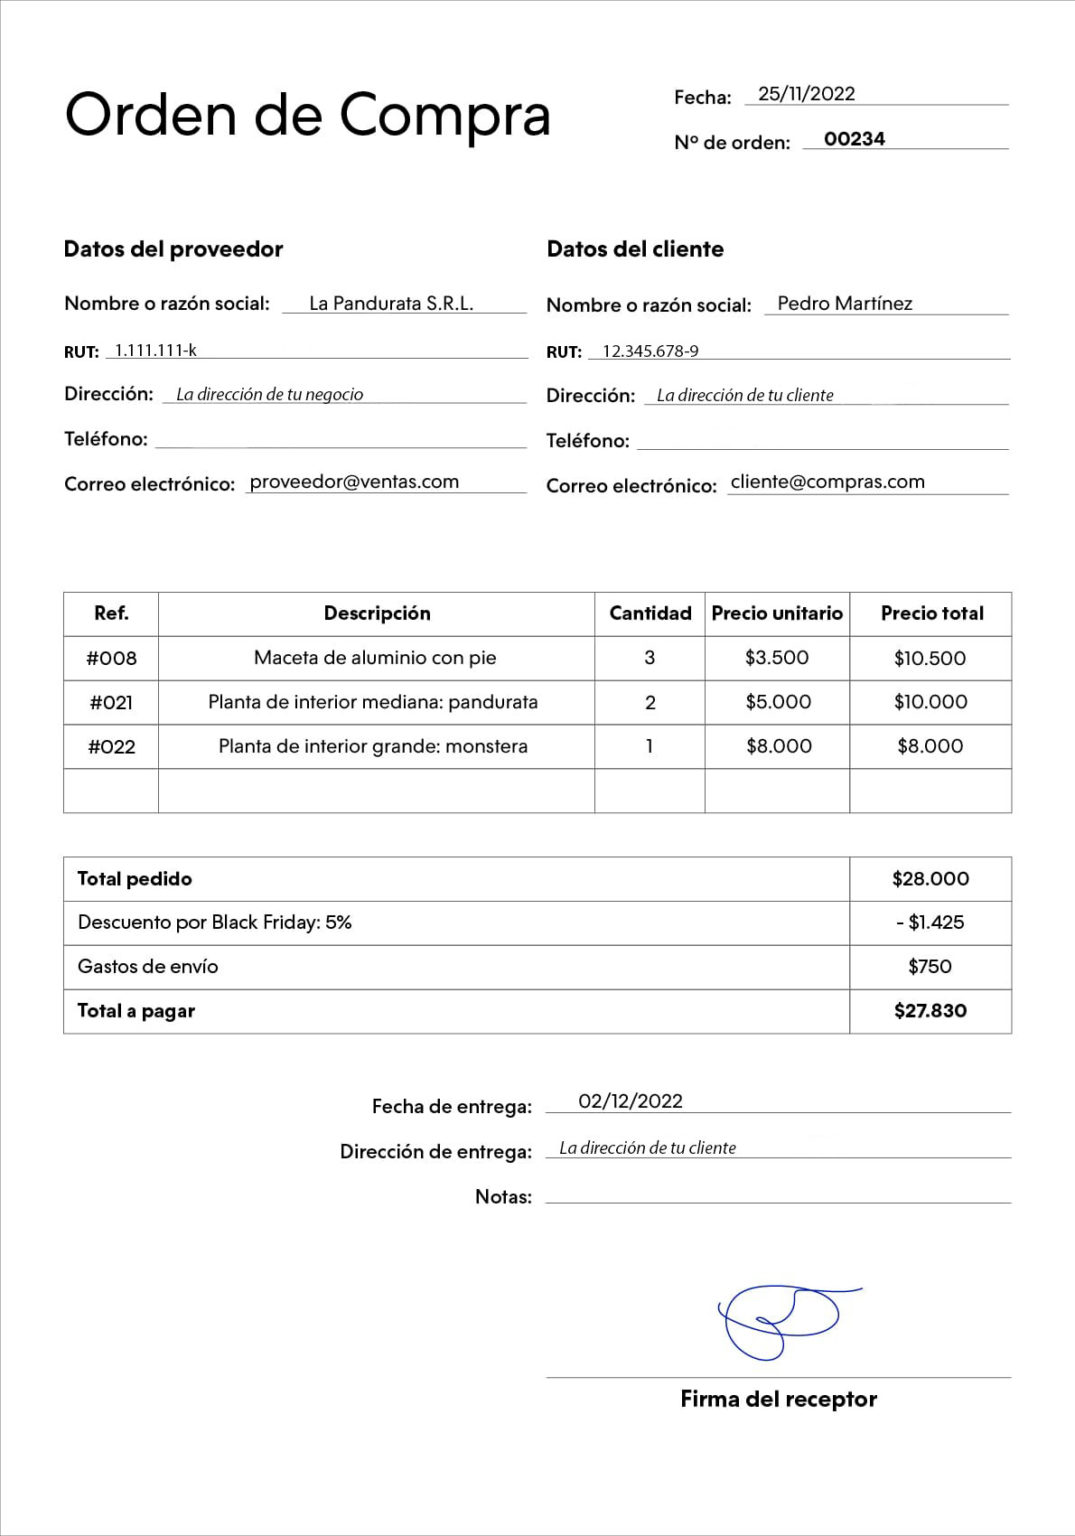 Orden de Compra
Fecha: 25/11/2022
Nº de orden: 00234
Datos del proveedor
Nombre o razón social: La Pandurata S.R.L.
RUT: 1.111.111-k
Dirección: La dirección de tu negocio
Teléfono:
Correo electrónico: proveedor@ventas.com
Datos del cliente
Nombre o razón social: Pedro Martínez
RUT: 12.345.678-9
Dirección: La dirección de tu cliente
Teléfono:
Correo electrónico: cliente@compras.com
Ref. Descripción Cantidad Precio unitario Precio total
#008 Maceta de aluminio con pie 3 $3.500 $10.500
#021 Planta de interior mediana: pandurata 2 $5.000 $10.000
#022 Planta de interior grande: monstera 1 $8.000 $8.000
Total pedido $28.000
Descuento por Black Friday: 5% - $1.425
Gastos de envío $750
Total a pagar $27.830
Fecha de entrega: 02/12/2022
Dirección de entrega: La dirección de tu cliente
Notas:
Firma del receptor